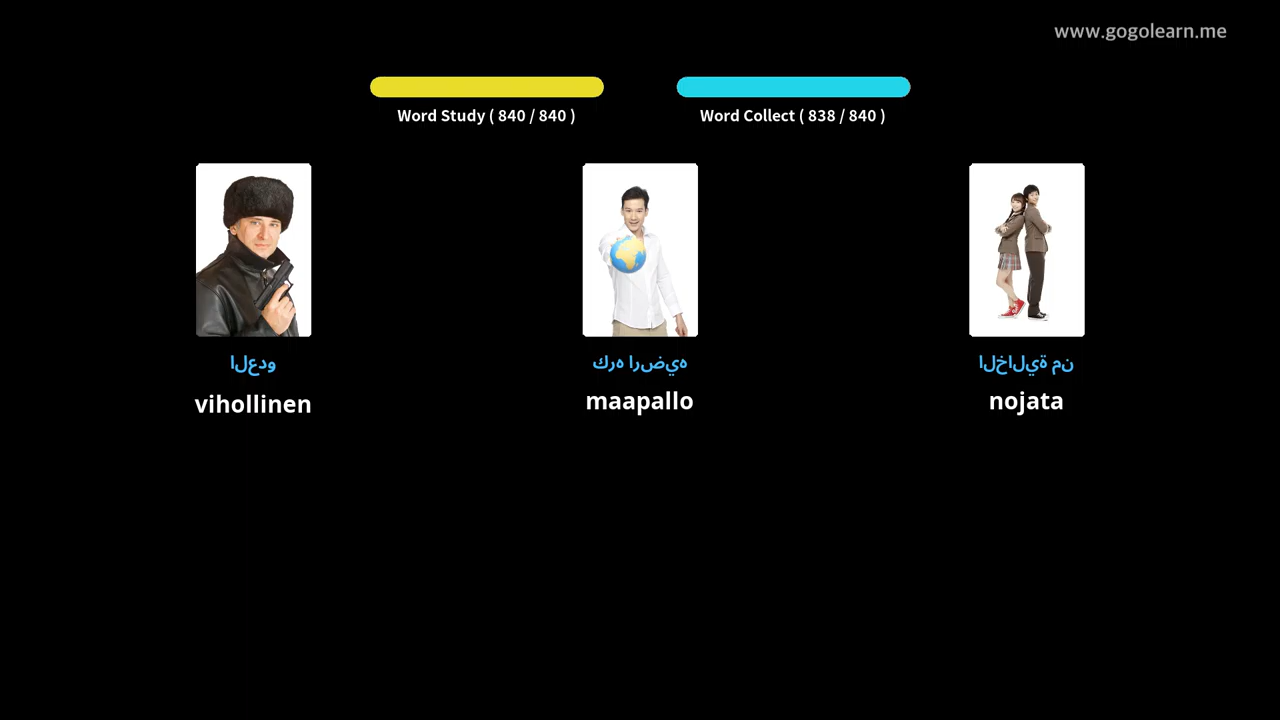 www.gogolearn.me
Word Study ( 840 / 840 )
Word Collect ( 838 / 840 )
العدو
كره ارضيه
الخالية من
vihollinen
maapallo
nojata